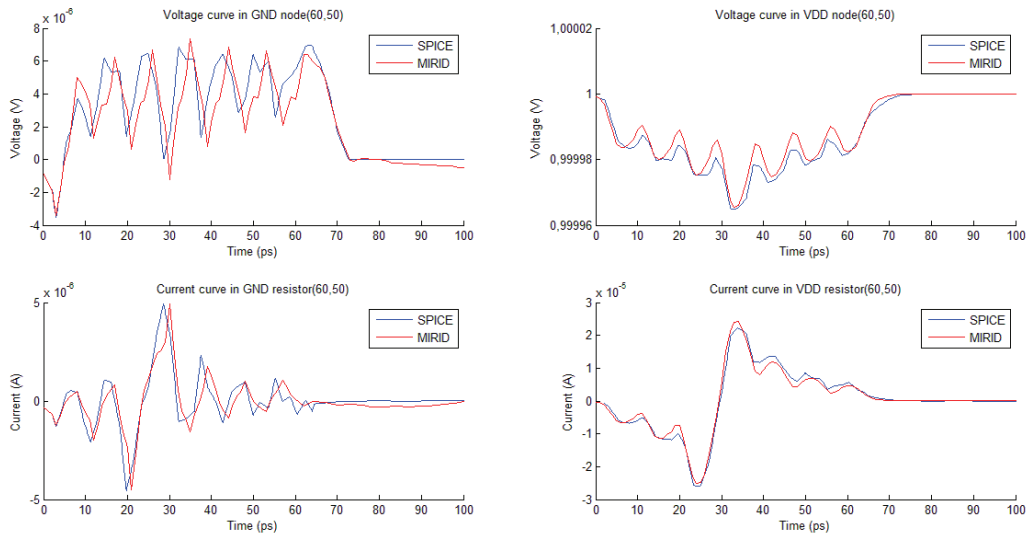 Voltage curve in GND node(60,50)
x 10^-6
Voltage (V)
8
6
4
2
0
-2
-4
0 10 20 30 40 50 60 70 80 90 100
Time (ps)
SPICE
MIRID
Voltage curve in VDD node(60,50)
Voltage (V)
1,00002
1
0,99998
0,99996
0 10 20 30 40 50 60 70 80 90 100
Time (ps)
SPICE
MIRID
Current curve in GND resistor(60,50)
x 10^-6
Current (A)
5
0
-5
0 10 20 30 40 50 60 70 80 90 100
Time (ps)
SPICE
MIRID
Current curve in VDD resistor(60,50)
x 10^-5
Current (A)
3
2
1
0
-1
-2
-3
0 10 20 30 40 50 60 70 80 90 100
Time (ps)
SPICE
MIRID